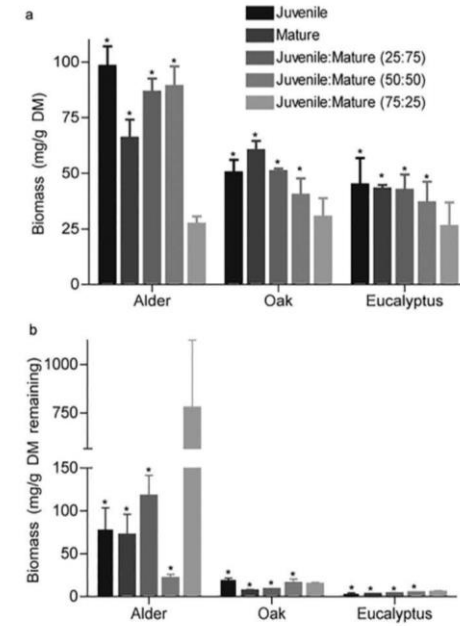 a
Juvenile
Mature
Juvenile:Mature (25:75)
Juvenile:Mature (50:50)
Juvenile:Mature (75:25)
Biomass (mg/g DM)
100
75
50
25
0
* * * *
* * * *
* * * *
Alder Oak Eucalyptus
b
Biomass (mg/g DM remaining)
1000
750
150
100
50
0
* * * *
* * * *
* * * *
Alder Oak Eucalyptus